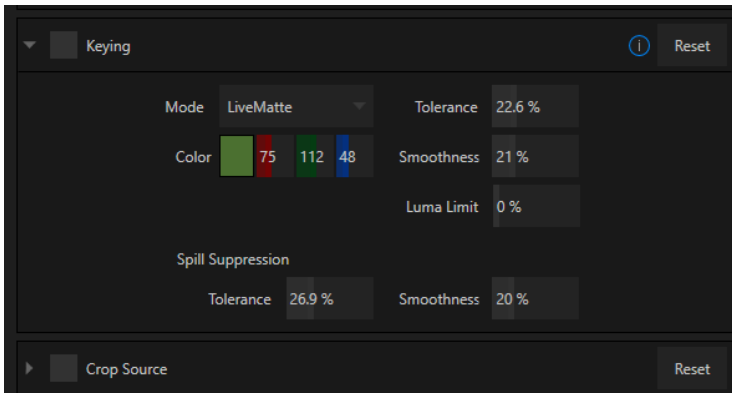 Keying Reset
Mode LiveMatte Tolerance 22.6 %
Color 75 112 48 Smoothness 21 %
Luma Limit 0 %
Spill Suppression
Tolerance 26.9 % Smoothness 20 %
Crop Source Reset